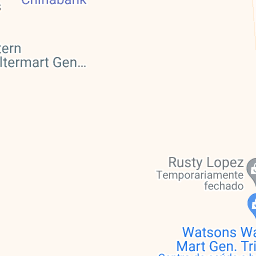 Chinabank
tern
ltermart Gen...
Rusty Lopez
Temporariamente
fechado
Watsons Wa
Mart Gen. Tri